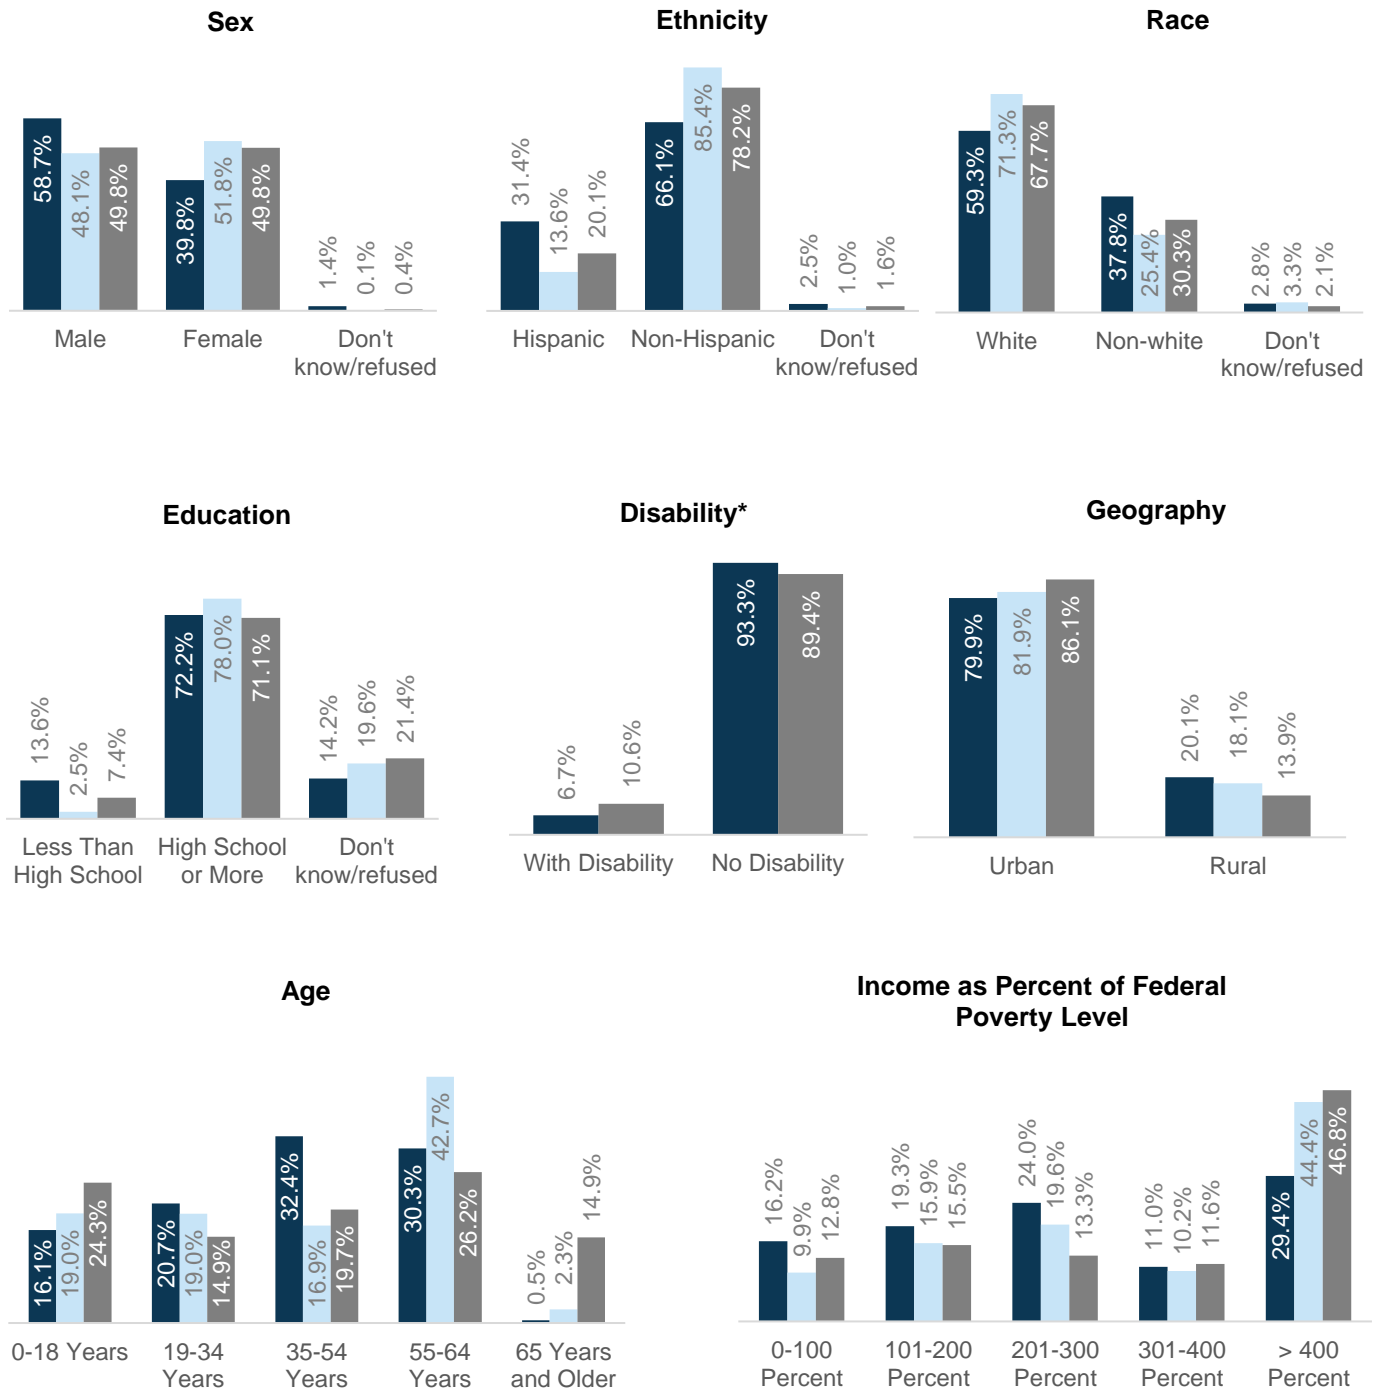 Sex
58.7%
48.1%
49.8%
39.8%
51.8%
49.8%
1.4%
0.1%
0.4%
Male
Female
Don't
know/refused
Ethnicity
31.4%
13.6%
20.1%
66.1%
85.4%
78.2%
2.5%
1.0%
1.6%
Hispanic
Non-Hispanic
Don't
know/refused
Race
59.3%
71.3%
67.7%
37.8%
25.4%
30.3%
2.8%
3.3%
2.1%
White
Non-white
Don't
know/refused
Education
13.6%
2.5%
7.4%
72.2%
78.0%
71.1%
14.2%
19.6%
21.4%
Less Than
High School
High School
or More
Don't
know/refused
Disability*
6.7%
10.6%
93.3%
89.4%
With Disability
No Disability
Geography
79.9%
81.9%
86.1%
20.1%
18.1%
13.9%
Urban
Rural
Age
16.1%
19.0%
24.3%
20.7%
19.0%
14.9%
32.4%
16.9%
19.7%
30.3%
42.7%
26.2%
0.5%
2.3%
14.9%
0-18 Years
19-34
Years
35-54
Years
55-64
Years
65 Years
and Older
Income as Percent of Federal
Poverty Level
16.2%
9.9%
12.8%
19.3%
15.9%
15.5%
24.0%
19.6%
13.3%
11.0%
10.2%
11.6%
29.4%
44.4%
46.8%
0-100
Percent
101-200
Percent
201-300
Percent
301-400
Percent
> 400
Percent